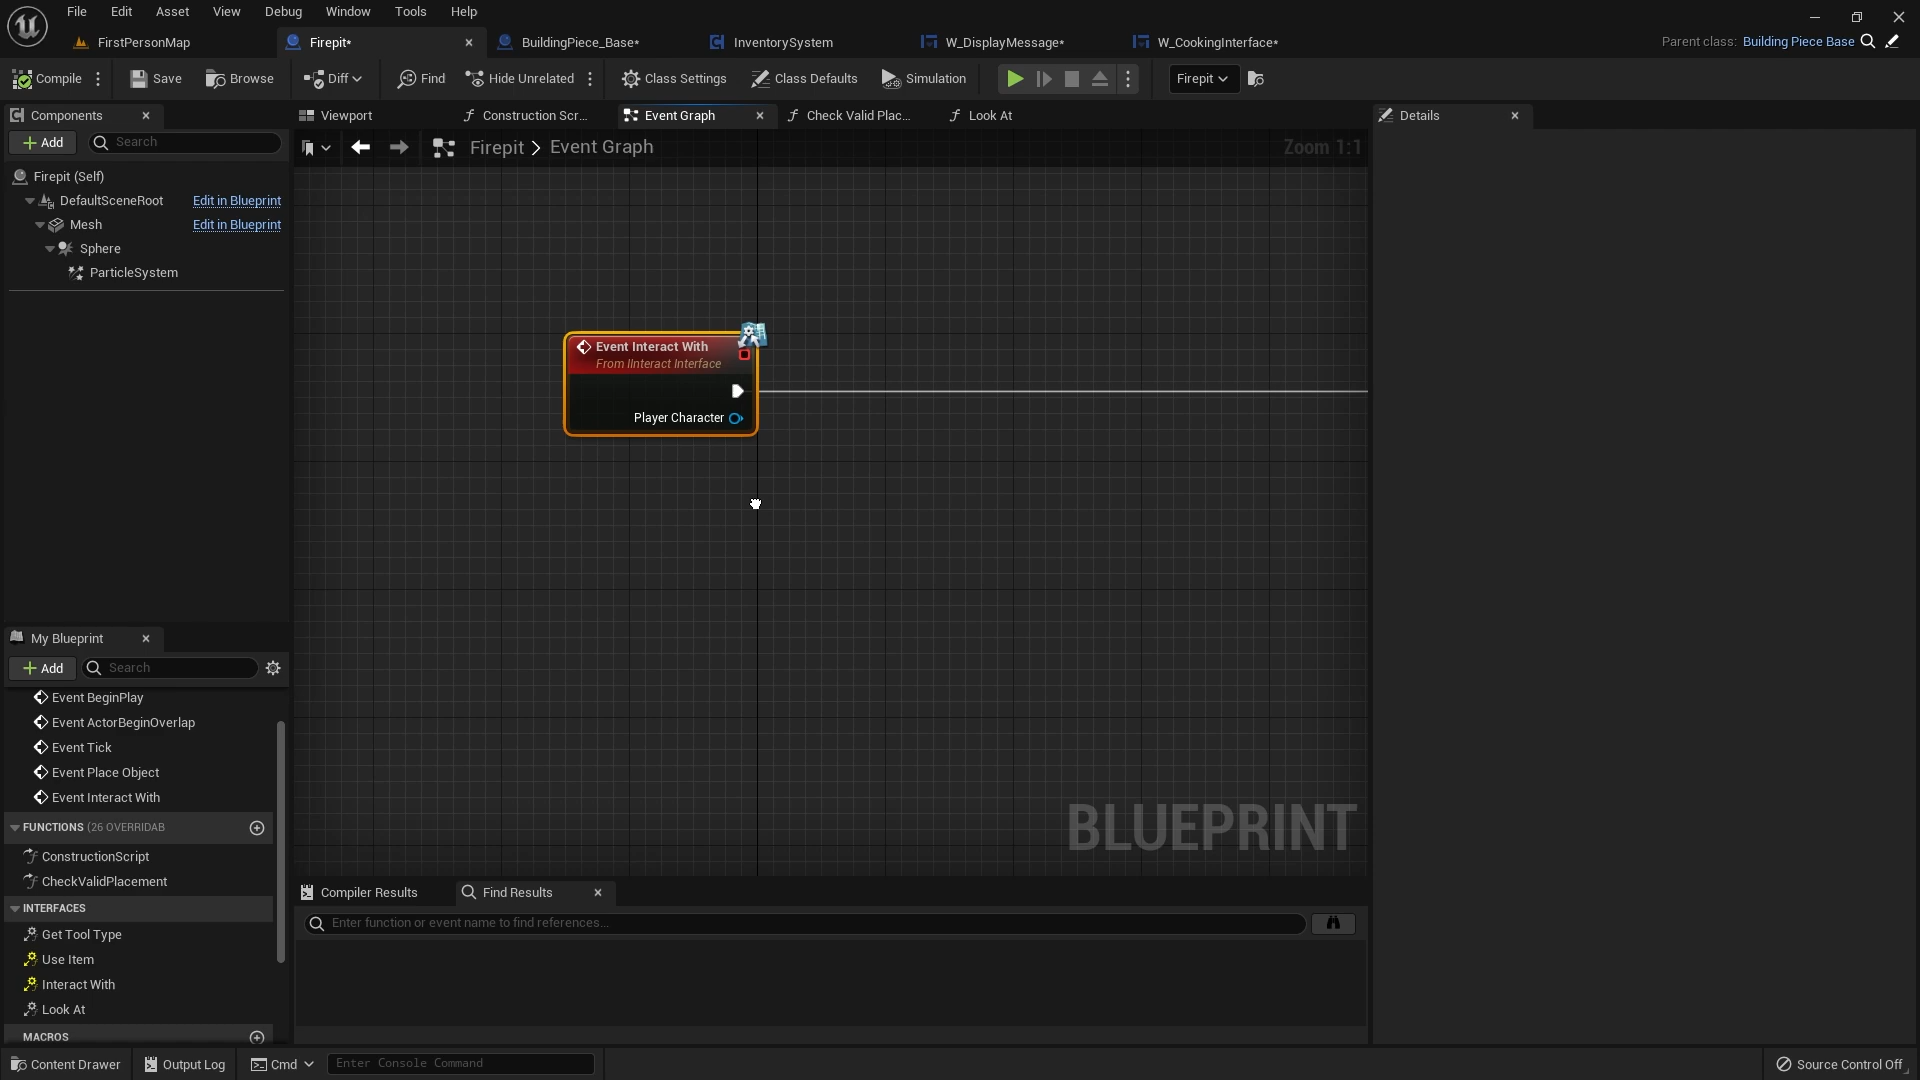 File Edit Asset View Debug Window Tools Help
FirstPersonMap Firepit* BuildingPiece_Base* InventorySystem W_DisplayMessage* W_CookingInterface* Parent class: Building Piece Base
Compile Save Browse Diff Find Hide Unrelated Class Settings Class Defaults Simulation Firepit
Components Viewport Construction Scr... Event Graph Check Valid Plac... Look At Details
Add Search
Firepit > Event Graph Zoom 1:1
Firepit (Self)
DefaultSceneRoot Edit in Blueprint
Mesh Edit in Blueprint
Sphere
ParticleSystem
Event Interact With
From IInteract Interface
Player Character
My Blueprint
Add Search
Event BeginPlay
Event ActorBeginOverlap
Event Tick
Event Place Object
Event Interact With
FUNCTIONS (26 OVERRIDAB
ConstructionScript
CheckValidPlacement
INTERFACES
Get Tool Type
Use Item
Interact With
Look At
MACROS
BLUEPRINT
Compiler Results Find Results
Enter function or event name to find references...
Content Drawer Output Log Cmd Enter Console Command Source Control Off